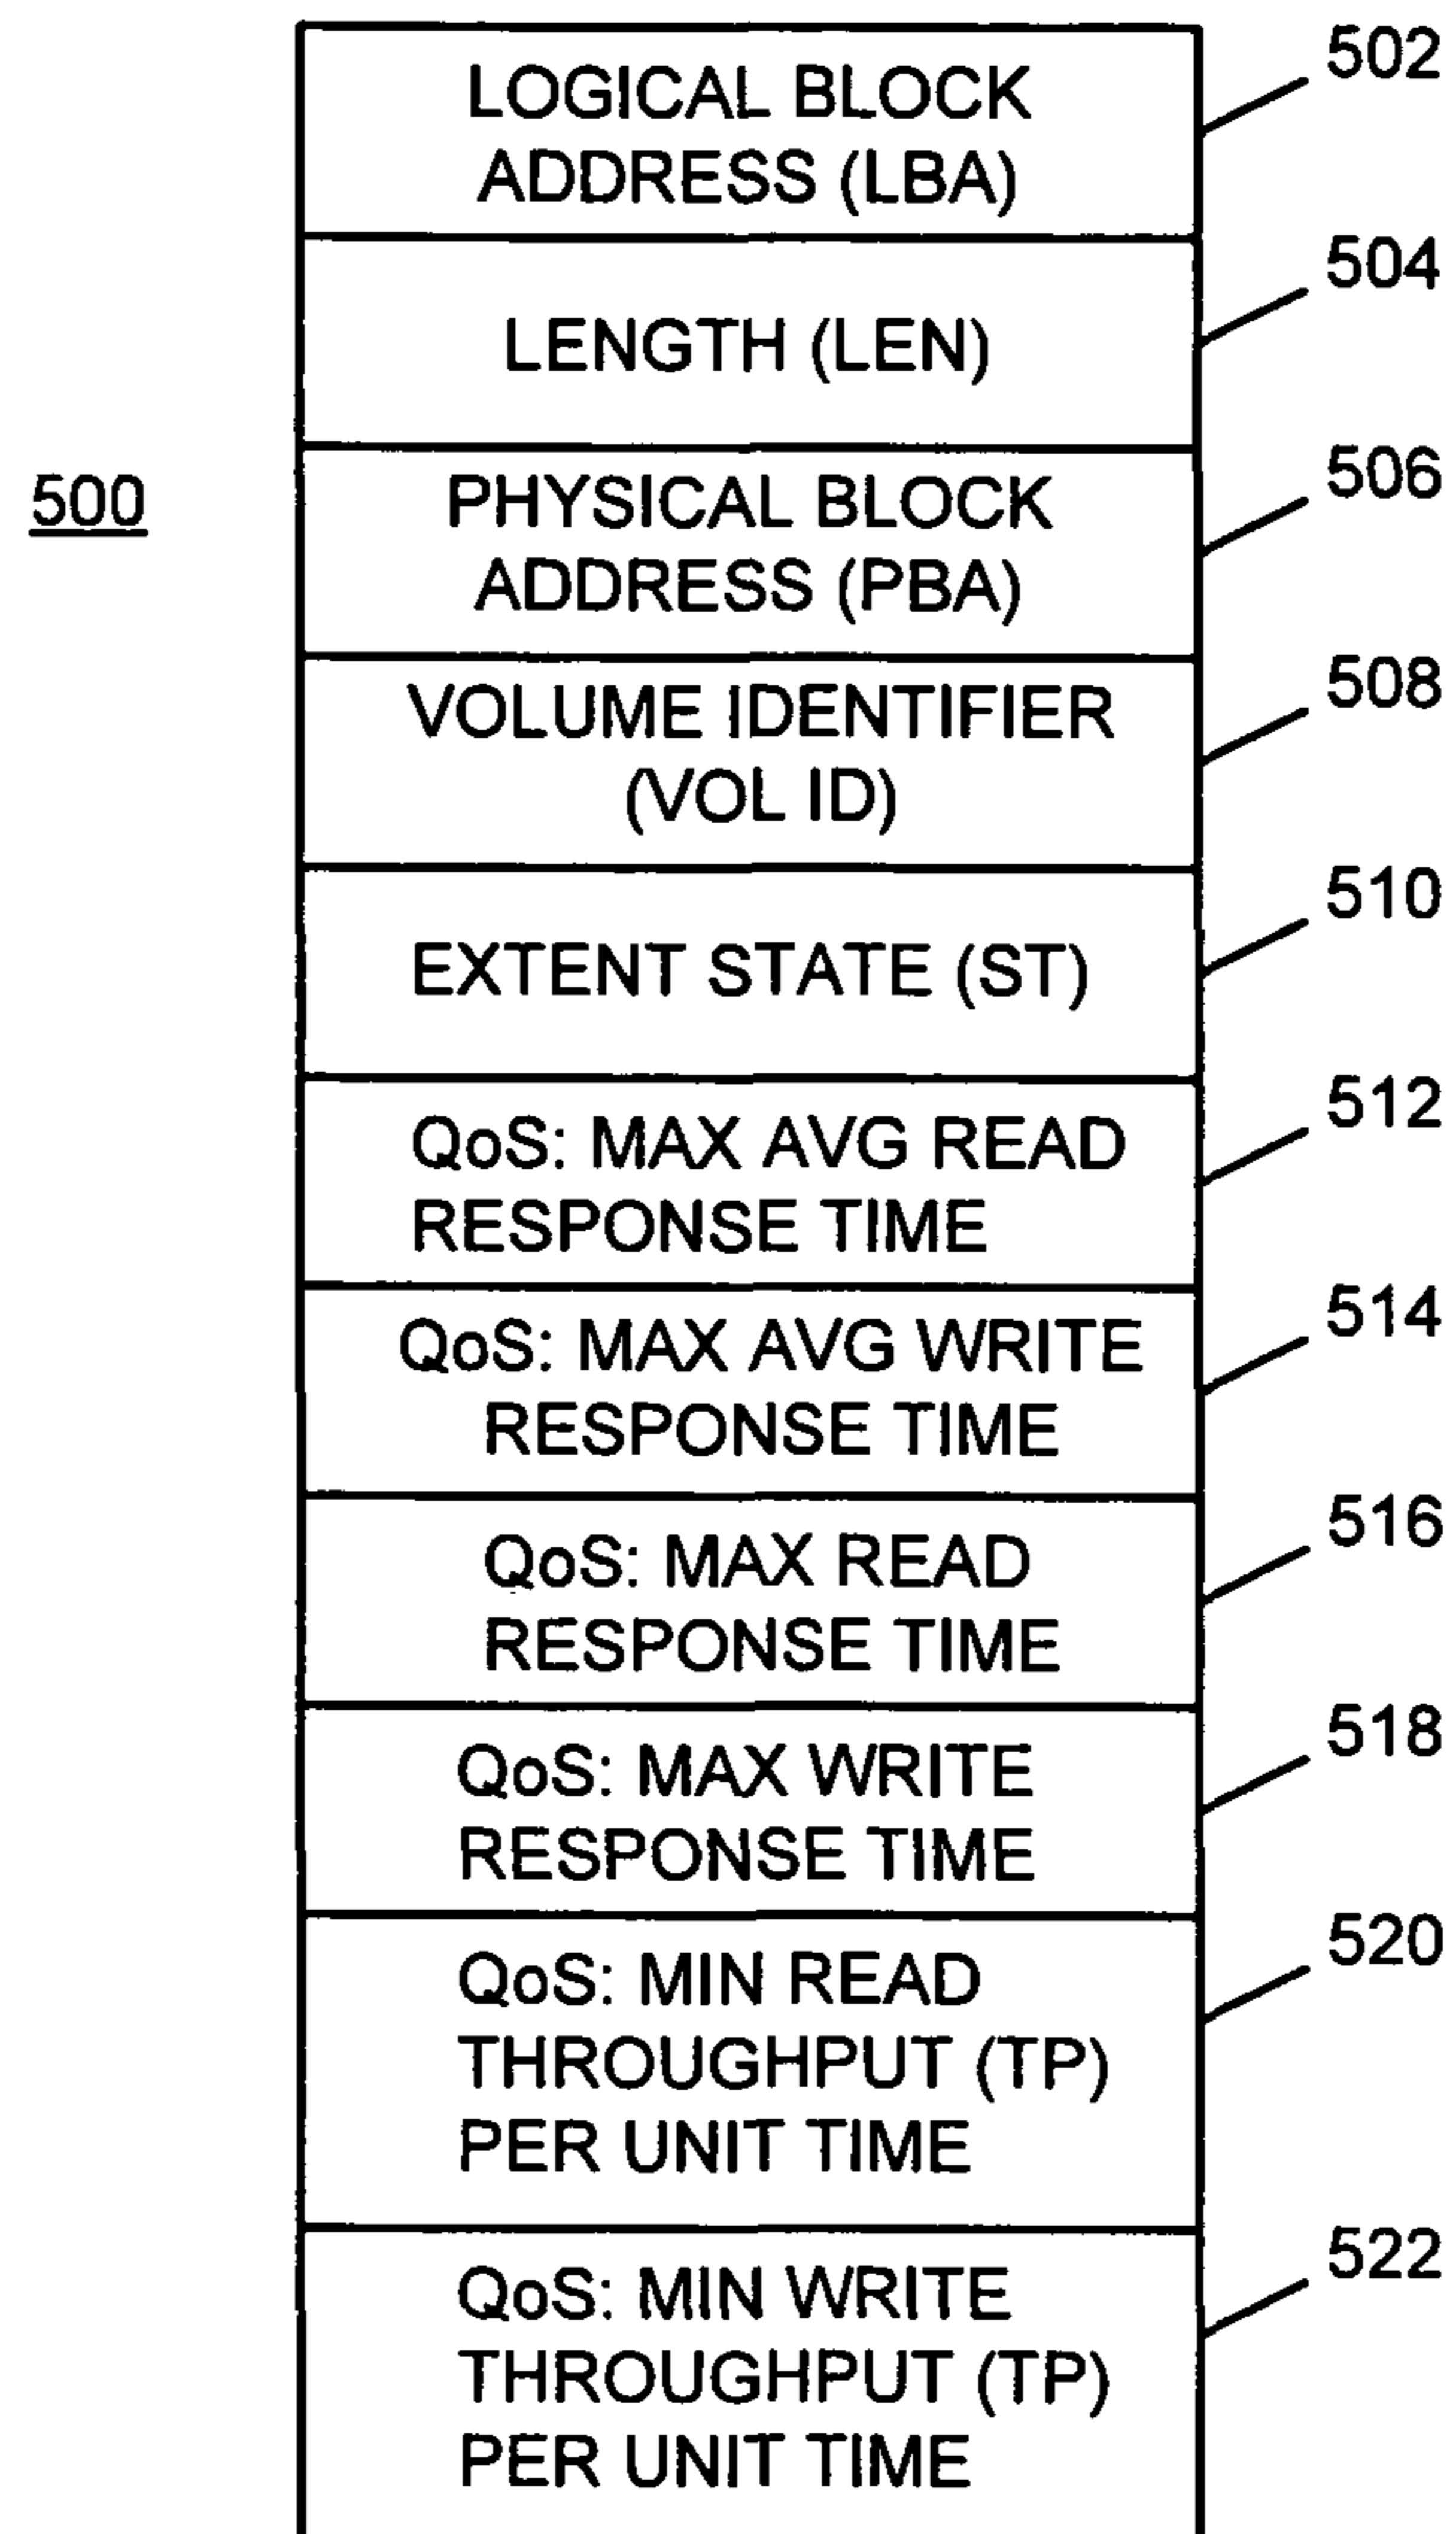 502
LOGICAL BLOCK
ADDRESS (LBA)
504
LENGTH (LEN)
506
500
PHYSICAL BLOCK
ADDRESS (PBA)
508
VOLUME IDENTIFIER
(VOL ID)
510
EXTENT STATE (ST)
512
QoS: MAX AVG READ
RESPONSE TIME
514
QoS: MAX AVG WRITE
RESPONSE TIME
516
QoS: MAX READ
RESPONSE TIME
518
QoS: MAX WRITE
RESPONSE TIME
520
QoS: MIN READ
THROUGHPUT (TP)
PER UNIT TIME
522
QoS: MIN WRITE
THROUGHPUT (TP)
PER UNIT TIME